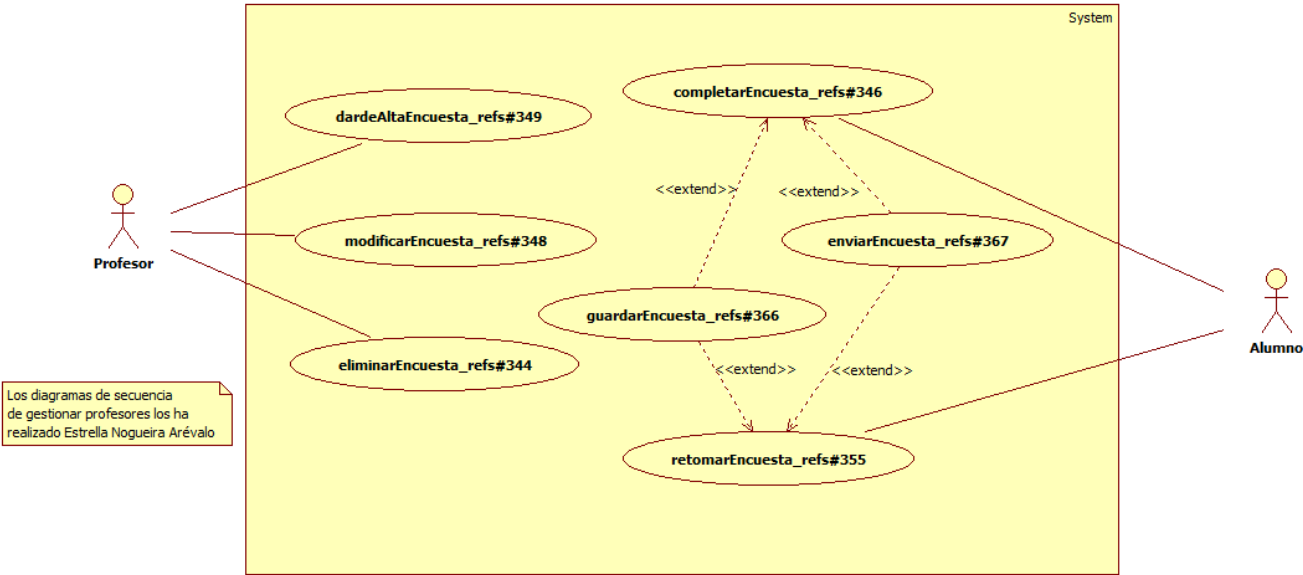 System
completarEncuesta_refs#346
dardeAltaEncuesta_refs#349
<<extend>>
<<extend>>
modificarEncuesta_refs#348
enviarEncuesta_refs#367
Profesor
guardarEncuesta_refs#366
Alumno
eliminarEncuesta_refs#344
<<extend>>
<<extend>>
Los diagramas de secuencia
de gestionar profesores los ha
realizado Estrella Nogueira Arévalo
retomarEncuesta_refs#355